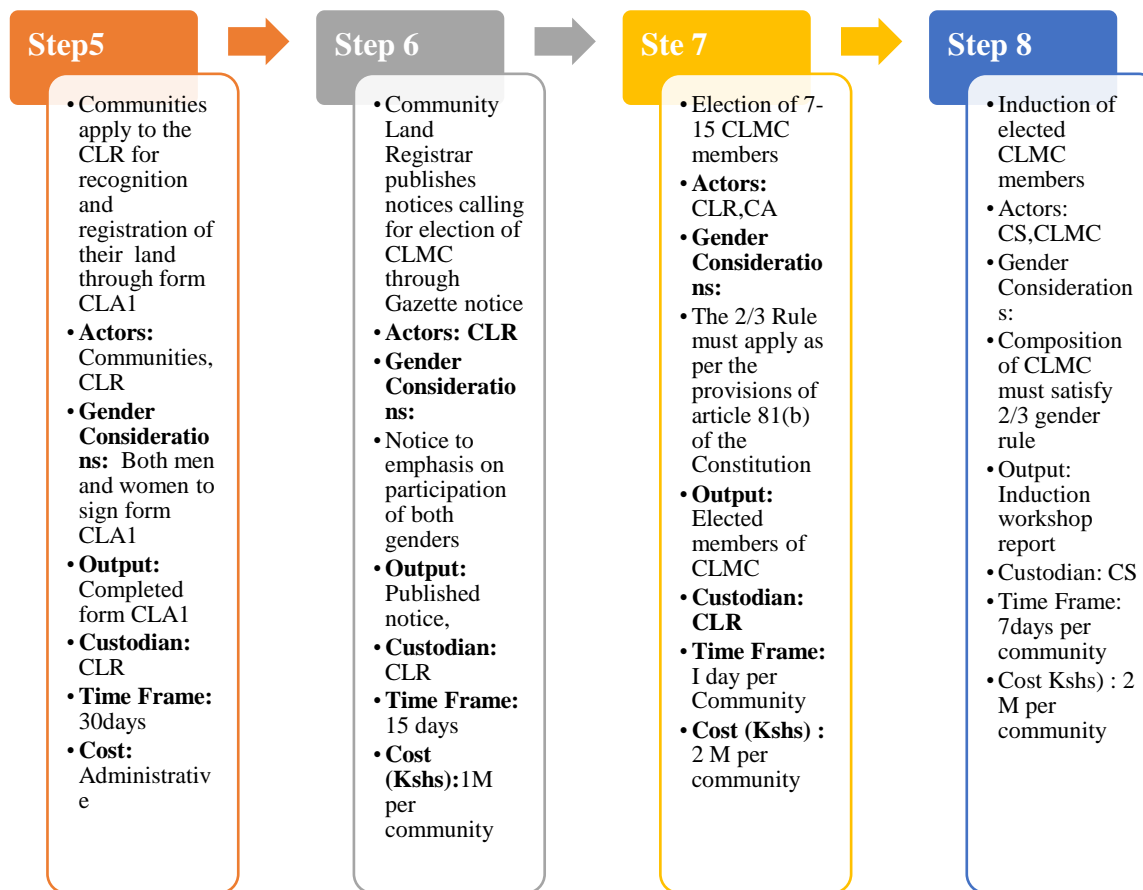 Step5
• Communities
apply to the
CLR for
recognition
and
registration of
their land
through form
CLA1
• Actors:
Communities,
CLR
• Gender
Consideratio
ns: Both men
and women to
sign form
CLA1
• Output:
Completed
form CLA1
• Custodian:
CLR
• Time Frame:
30days
• Cost:
Administrativ
e
Step 6
• Community
Land
Registrar
publishes
notices calling
for election of
CLMC
through
Gazette notice
• Actors: CLR
• Gender
Consideratio
ns:
• Notice to
emphasis on
participation
of both
genders
• Output:
Published
notice,
• Custodian:
CLR
• Time Frame:
15 days
• Cost
(Kshs):1M
per
community
Ste 7
• Election of 7-
15 CLMC
members
• Actors:
CLR,CA
• Gender
Consideratio
ns:
• The 2/3 Rule
must apply as
per the
provisions of
article 81(b)
of the
Constitution
• Output:
Elected
members of
CLMC
• Custodian:
CLR
• Time Frame:
I day per
Community
• Cost (Kshs) :
2 M per
community
Step 8
• Induction of
elected
CLMC
members
• Actors:
CS,CLMC
• Gender
Consideration
s:
• Composition
of CLMC
must satisfy
2/3 gender
rule
• Output:
Induction
workshop
report
• Custodian: CS
• Time Frame:
7days per
community
• Cost Kshs) : 2
M per
community